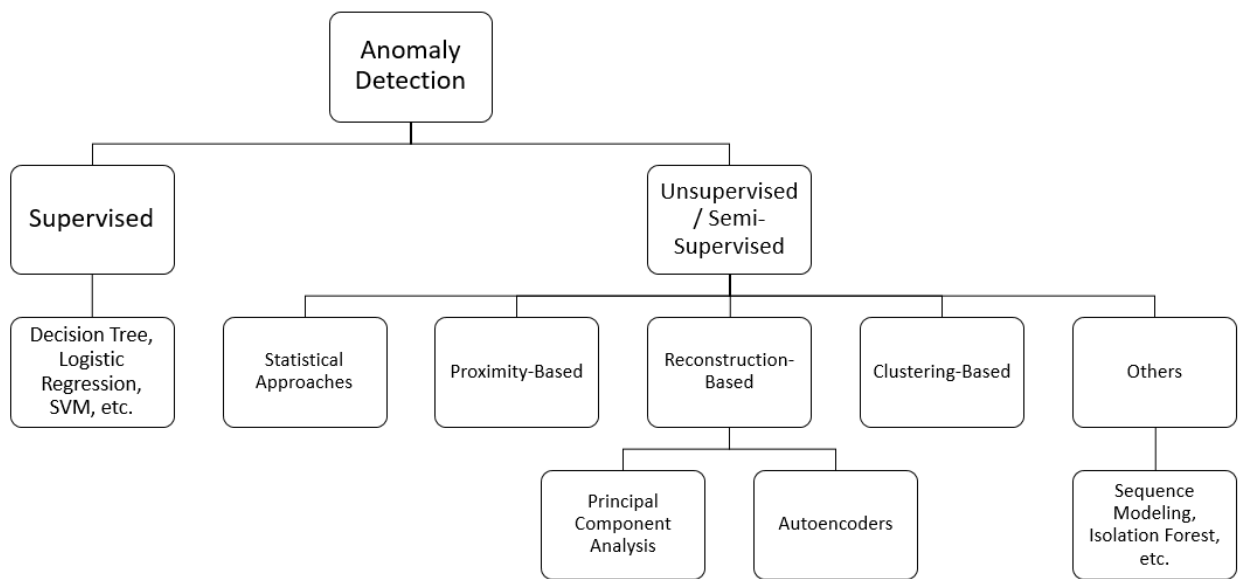 Anomaly
Detection
Supervised
Unsupervised
/ Semi-
Supervised
Decision Tree,
Logistic
Regression,
SVM, etc.
Statistical
Approaches
Proximity-Based
Reconstruction-
Based
Clustering-Based
Others
Principal
Component
Analysis
Autoencoders
Sequence
Modeling,
Isolation Forest,
etc.